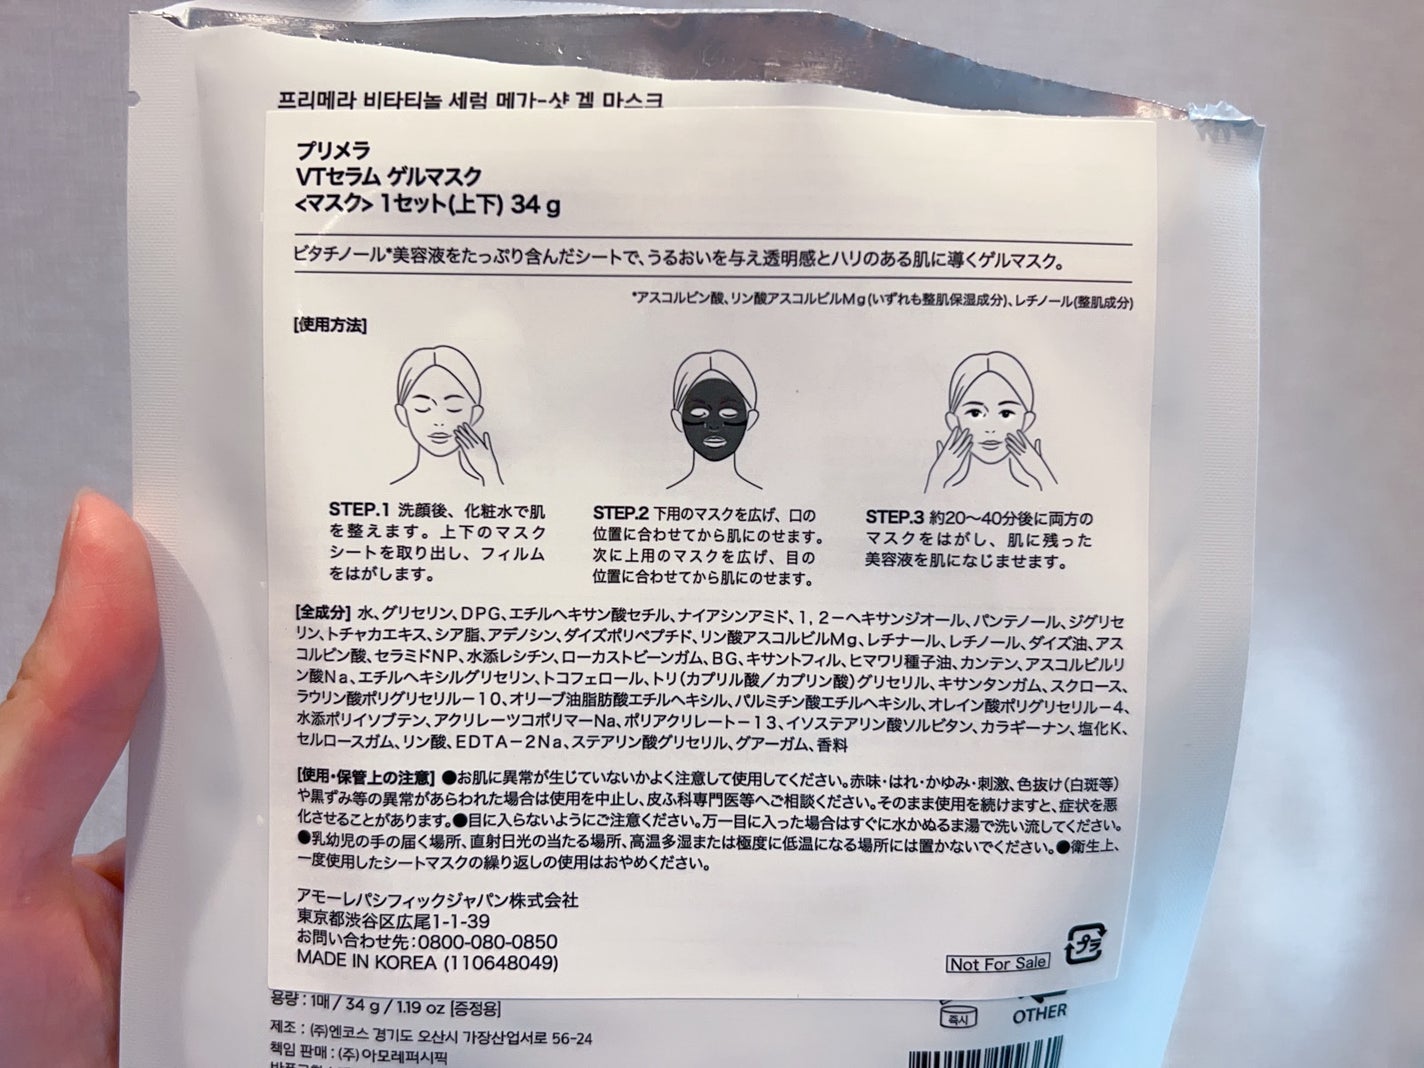 프리메라 비타티놀 세럼 메가-샷 겔 마스크
プリメラ
VTセラム ゲルマスク
<マスク> 1セット(上下) 34 g
ビタチノール*美容液をたっぷり含んだシートで、うるおいを与え透明感とハリのある肌に導くゲルマスク。
*アスコルビン酸、リン酸アスコルビルMg(いずれも整肌保湿成分)、レチノール(整肌成分)
[使用方法]
STEP.1 洗顔後、化粧水で肌
を整えます。上下のマスク
シートを取り出し、フィルム
をはがします。
STEP.2 下用のマスクを広げ、口の
位置に合わせてから肌にのせます。
次に上用のマスクを広げ、目の
位置に合わせてから肌にのせます。
STEP.3 約20〜40分後に両方の
マスクをはがし、肌に残った
美容液を肌になじませます。
[全成分] 水、グリセリン、DPG、エチルヘキサン酸セチル、ナイアシンアミド、1,2-ヘキサンジオール、パンテノール、ジグリセ
リン、トチャカエキス、シア脂、アデノシン、ダイズポリペプチド、リン酸アスコルビルMg、レチナール、レチノール、ダイズ油、アス
コルビン酸、セラミドNP、水添レシチン、ローカストビーンガム、BG、キサントフィル、ヒマワリ種子油、カンテン、アスコルビルリ
ン酸Na、エチルヘキシルグリセリン、トコフェロール、トリ(カプリル酸／カプリン酸)グリセリル、キサンタンガム、スクロース、
ラウリン酸ポリグリセリル-10、オリーブ油脂肪酸エチルヘキシル、パルミチン酸エチルヘキシル、オレイン酸ポリグリセリル-4、
水添ポリイソブテン、アクリレーツコポリマーNa、ポリアクリレート-13、イソステアリン酸ソルビタン、カラギーナン、塩化K、
セルロースガム、リン酸、EDTA-2Na、ステアリン酸グリセリル、グアーガム、香料
[使用・保管上の注意] ●お肌に異常が生じていないかよく注意して使用してください。赤味・はれ・かゆみ・刺激、色抜け(白斑等)
や黒ずみ等の異常があらわれた場合は使用を中止し、皮ふ科専門医等へご相談ください。そのまま使用を続けますと、症状を悪
化させることがあります。●目に入らないようにご注意ください。万一目に入った場合はすぐに水かぬるま湯で洗い流してください。
●乳幼児の手の届く場所、直射日光の当たる場所、高温多湿または極度に低温になる場所には置かないでください。●衛生上、
一度使用したシートマスクの繰り返しの使用はおやめください。
アモーレパシフィックジャパン株式会社
東京都渋谷区広尾1-1-39
お問い合わせ先：0800-080-0850
MADE IN KOREA (110648049)
Not For Sale
プラ
용량 : 1매 / 34 g / 1.19 oz [증정용]
즉시
OTHER
제조 : (주)엔코스 경기도 오산시 가장산업서로 56-24
책임 판매 : (주)아모레퍼시픽